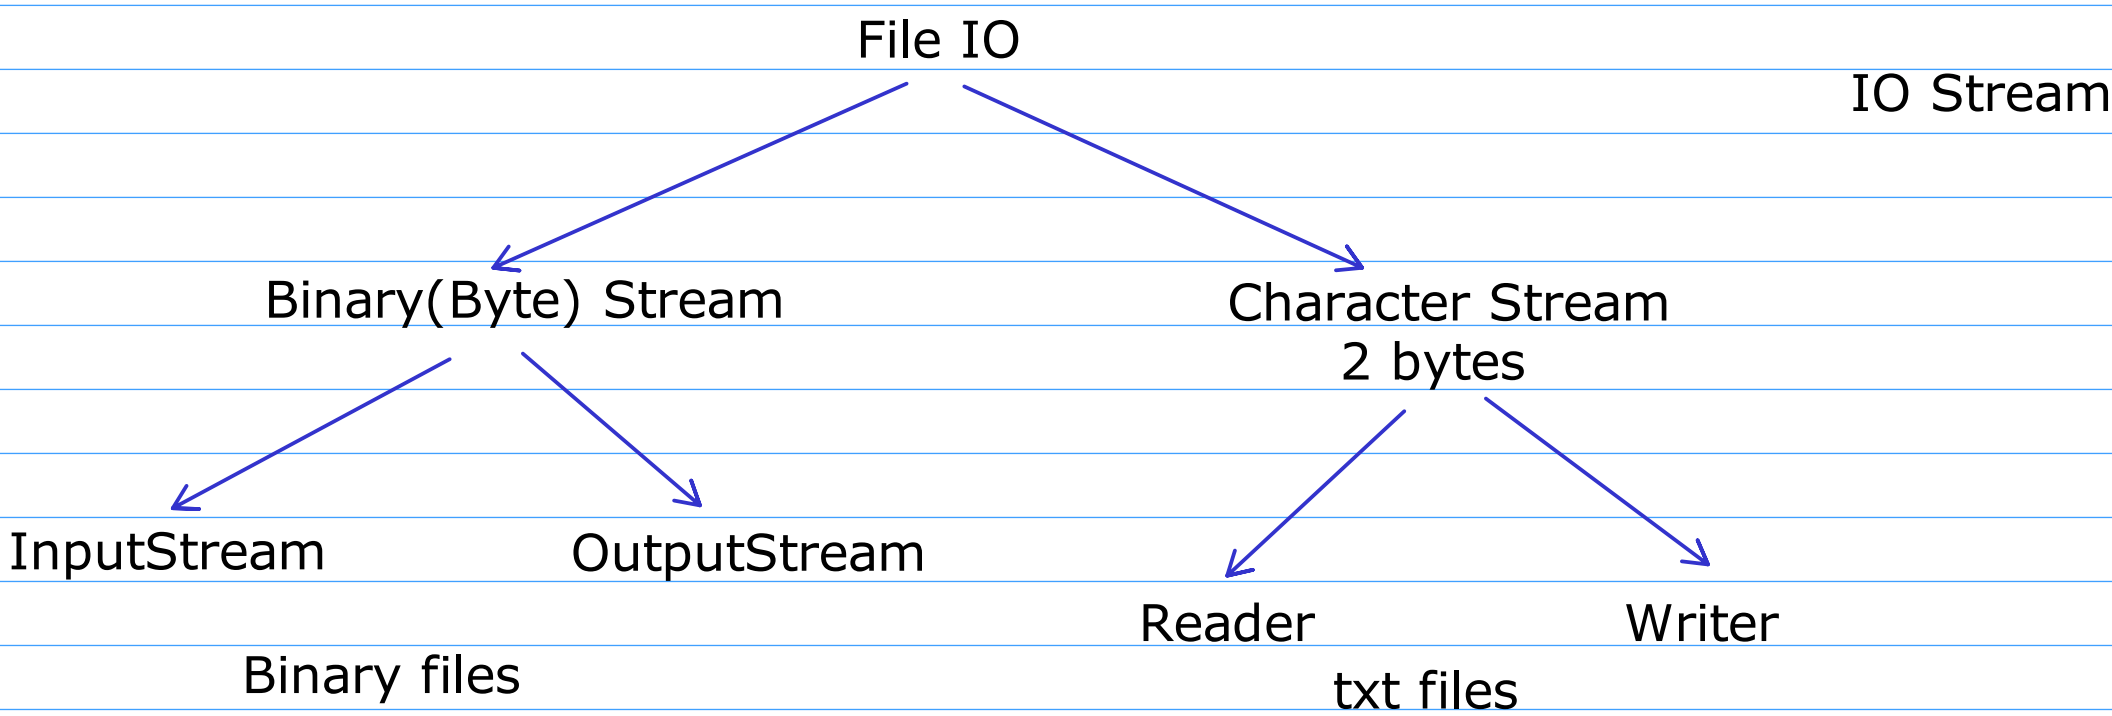 File IO
IO Stream
Binary(Byte) Stream
Character Stream
2 bytes
InputStream
OutputStream
Reader
Writer
Binary files
txt files